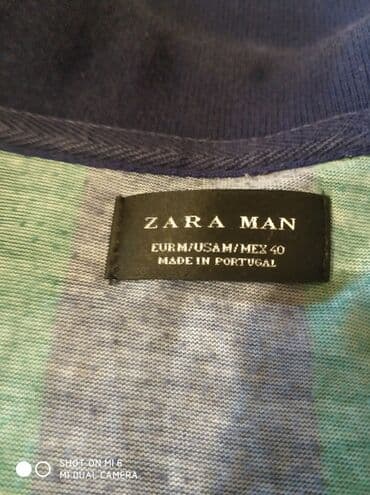 ZARA MAN
EUR M/USA M/MEX 40
MADE IN PORTUGAL
SHOT ON MI 6
MI DUAL CAMERA